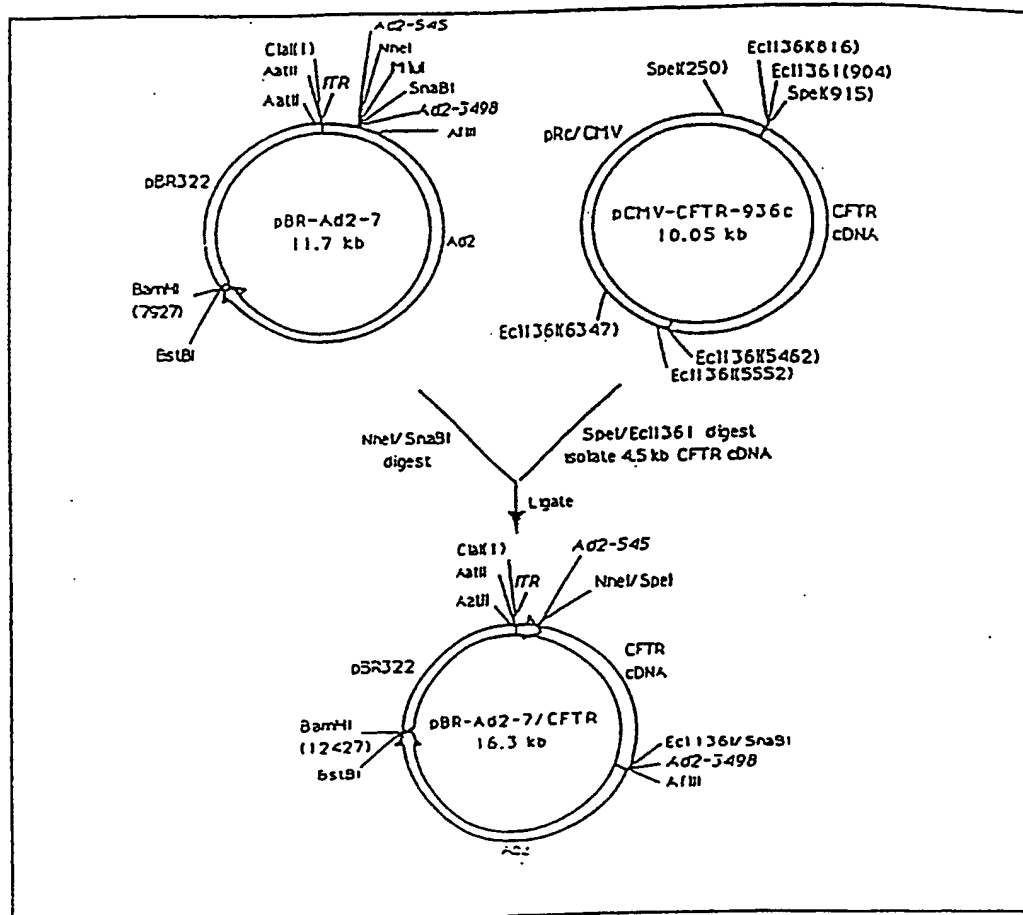 Ad2-545
ClaI(1)
NheI
MluI
AatII
ITR
SnaBI
AatII
Ad2-3498
AflII
pBR322
pBR-Ad2-7
11.7 kb
Ad2
BamHI
(7927)
BstBI
Ecl136I(816)
SpeI(250)
Ecl136I(904)
SpeI(915)
pRc/CMV
pCMV-CFTR-936c
10.05 kb
CFTR
cDNA
Ecl136I(6347)
Ecl136I(5462)
Ecl136I(5552)
NheI/SnaBI
digest
SpeI/Ecl136I digest
isolate 4.5 kb CFTR cDNA
Ligate
ClaI(1)
Ad2-545
AatII
ITR
NheI/SpeI
AatII
CFTR
cDNA
pBR322
BamHI
(12427)
pBR-Ad2-7/CFTR
16.3 kb
BstBI
Ecl136I/SnaBI
Ad2-3498
AflII
Ad2